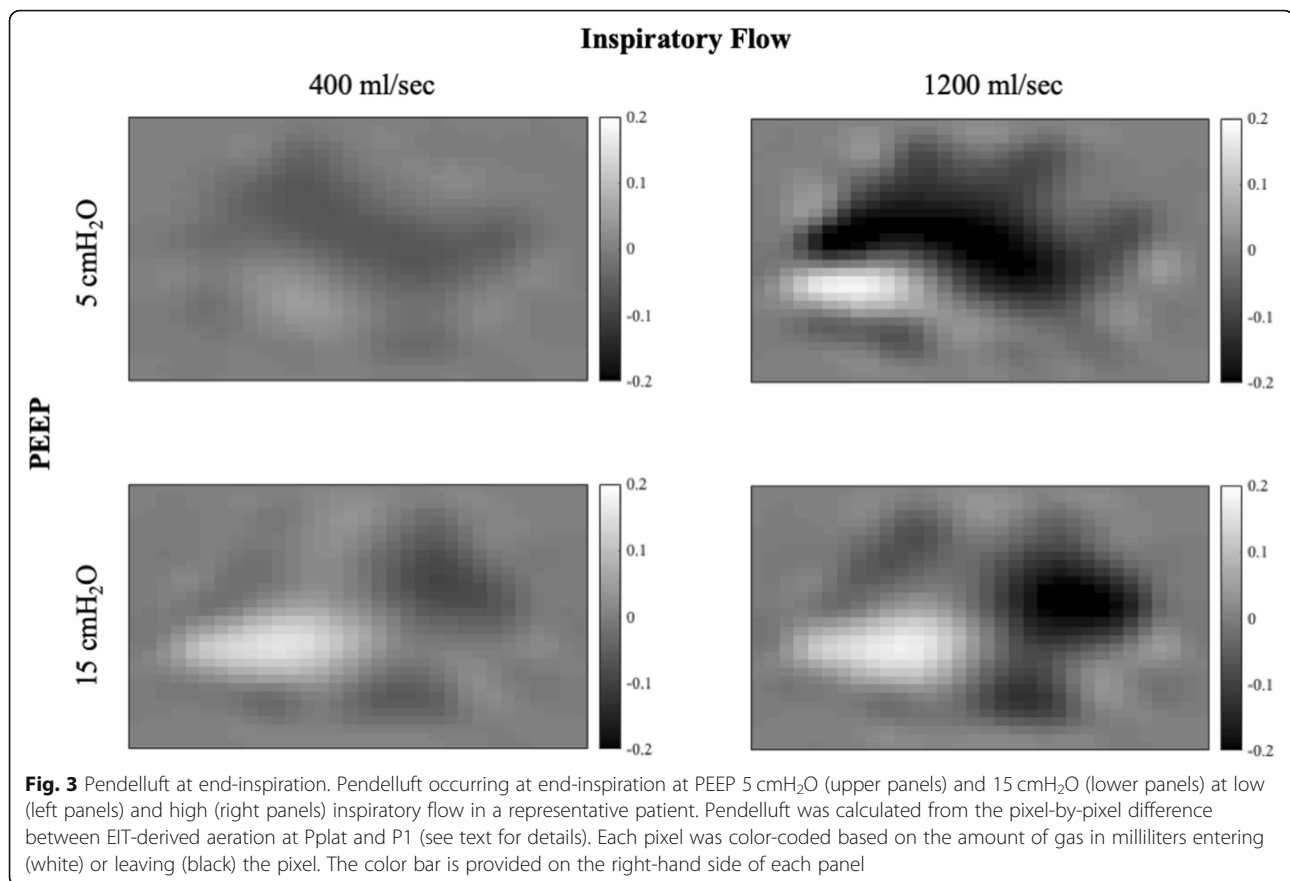 Inspiratory Flow
400 ml/sec
1200 ml/sec
PEEP
5 cmH₂O
0.2
0.1
0
-0.1
-0.2
0.2
0.1
0
-0.1
-0.2
15 cmH₂O
0.2
0.1
0
-0.1
-0.2
0.2
0.1
0
-0.1
-0.2
Fig. 3 Pendelluft at end-inspiration. Pendelluft occurring at end-inspiration at PEEP 5 cmH₂O (upper panels) and 15 cmH₂O (lower panels) at low
(left panels) and high (right panels) inspiratory flow in a representative patient. Pendelluft was calculated from the pixel-by-pixel difference
between EIT-derived aeration at Pplat and P1 (see text for details). Each pixel was color-coded based on the amount of gas in milliliters entering
(white) or leaving (black) the pixel. The color bar is provided on the right-hand side of each panel